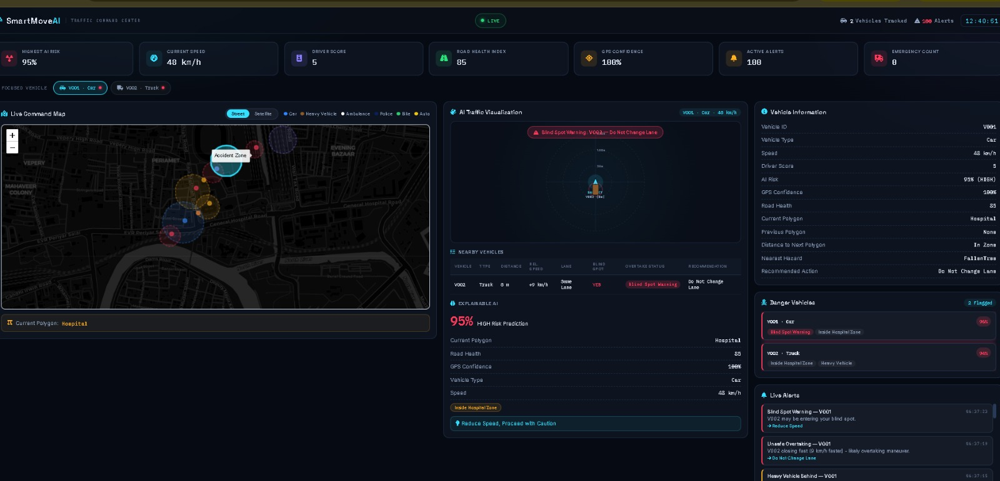 SmartMoveAI
TRAFFIC COMMAND CENTER
LIVE
2 Vehicles Tracked
100 Alerts
12:40:51
HIGHEST AI RISK
95%
CURRENT SPEED
48 km/h
DRIVER SCORE
5
ROAD HEALTH INDEX
85
GPS CONFIDENCE
100%
ACTIVE ALERTS
100
EMERGENCY COUNT
0
FOCUSED VEHICLE
V001 · Car
V002 · Truck
Live Command Map
Street
Satellite
Car
Heavy Vehicle
Ambulance
Police
Bike
Auto
+
−
Vepery High Road
VEPERY
PERIAMET
EVENING
BAZAAR
MAHAVEER
COLONY
Accident Zone
General Hospital Road
General Hospital Road
EVR Periyar Salai
EVR Periyar Salai
Gandhi Irwin Road
Current Polygon: Hospital
AI Traffic Visualization
V001 · Car · 48 km/h
Blind Spot Warning: V002 — Do Not Change Lane
100m
V002 (8m)
NEARBY VEHICLES
VEHICLE TYPE DISTANCE REL. SPEED LANE BLIND SPOT OVERTAKE STATUS RECOMMENDATION
V002 Truck 8 m +9 km/h Same Lane YES Blind Spot Warning Do Not Change Lane
EXPLAINABLE AI
95% HIGH Risk Prediction
Current Polygon Hospital
Road Health 85
GPS Confidence 100%
Vehicle Type Car
Speed 48 km/h
Inside Hospital Zone
Reduce Speed, Proceed with Caution
Vehicle Information
Vehicle ID V001
Vehicle Type Car
Speed 48 km/h
Driver Score 5
AI Risk 95% (HIGH)
GPS Confidence 100%
Road Health 85
Current Polygon Hospital
Previous Polygon None
Distance to Next Polygon In Zone
Nearest Hazard FallenTree
Recommended Action Do Not Change Lane
Danger Vehicles
2 Flagged
V001 · Car
Blind Spot Warning
Inside Hospital Zone
V002 · Truck
94%
Inside Hospital Zone
Heavy Vehicle
Live Alerts
Blind Spot Warning — V001
06:37:23
V002 may be entering your blind spot.
→ Reduce Speed
Unsafe Overtaking — V001
06:37:19
V002 closing fast (9 km/h faster) - likely overtaking maneuver.
→ Do Not Change Lane
Heavy Vehicle Behind — V001
06:37:15